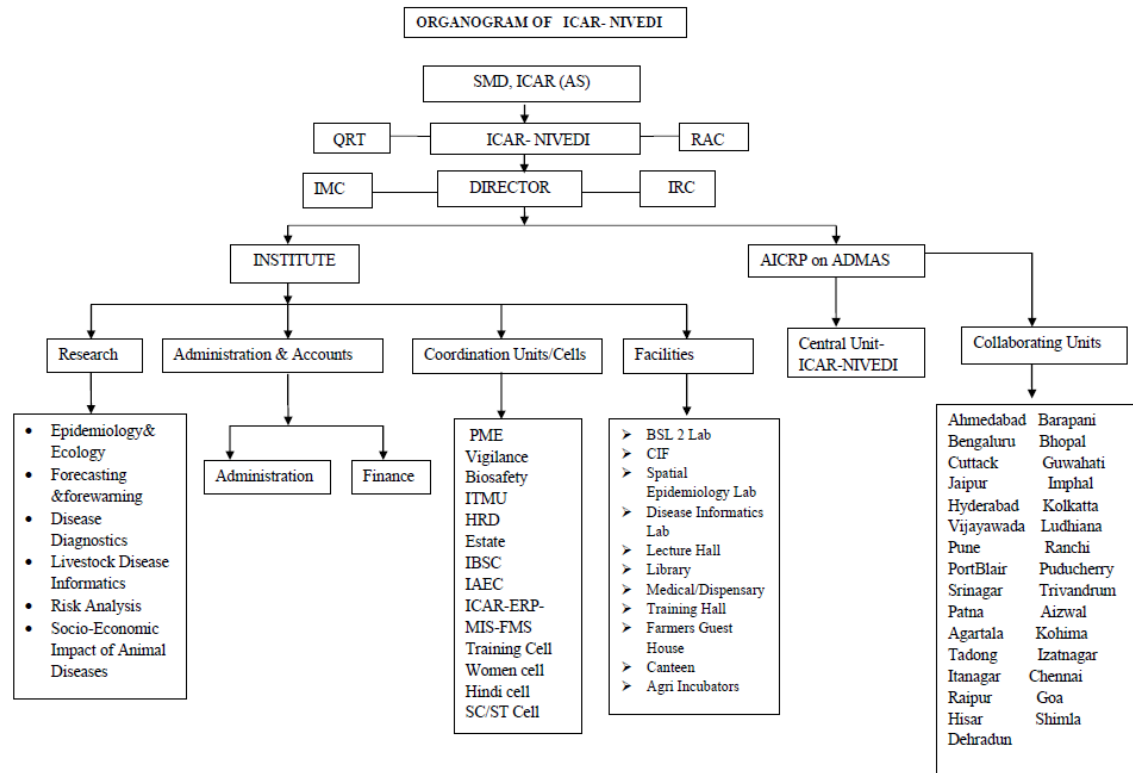 ORGANOGRAM OF ICAR- NIVEDI
SMD, ICAR (AS)
QRT
ICAR- NIVEDI
RAC
IMC
DIRECTOR
IRC
INSTITUTE
AICRP on ADMAS
Research
Administration & Accounts
Coordination Units/Cells
Facilities
Central Unit-
ICAR-NIVEDI
Collaborating Units
• Epidemiology&
Ecology
• Forecasting
&forewarning
• Disease
Diagnostics
• Livestock Disease
Informatics
• Risk Analysis
• Socio-Economic
Impact of Animal
Diseases
Administration
Finance
PME
Vigilance
Biosafety
ITMU
HRD
Estate
IBSC
IAEC
ICAR-ERP-
MIS-FMS
Training Cell
Women cell
Hindi cell
SC/ST Cell
➢ BSL 2 Lab
➢ CIF
➢ Spatial
Epidemiology Lab
➢ Disease Informatics
Lab
➢ Lecture Hall
➢ Library
➢ Medical/Dispensary
➢ Training Hall
➢ Farmers Guest
House
➢ Canteen
➢ Agri Incubators
Ahmedabad Barapani
Bengaluru Bhopal
Cuttack Guwahati
Jaipur Imphal
Hyderabad Kolkatta
Vijayawada Ludhiana
Pune Ranchi
PortBlair Puducherry
Srinagar Trivandrum
Patna Aizwal
Agartala Kohima
Tadong Izatnagar
Itanagar Chennai
Raipur Goa
Hisar Shimla
Dehradun